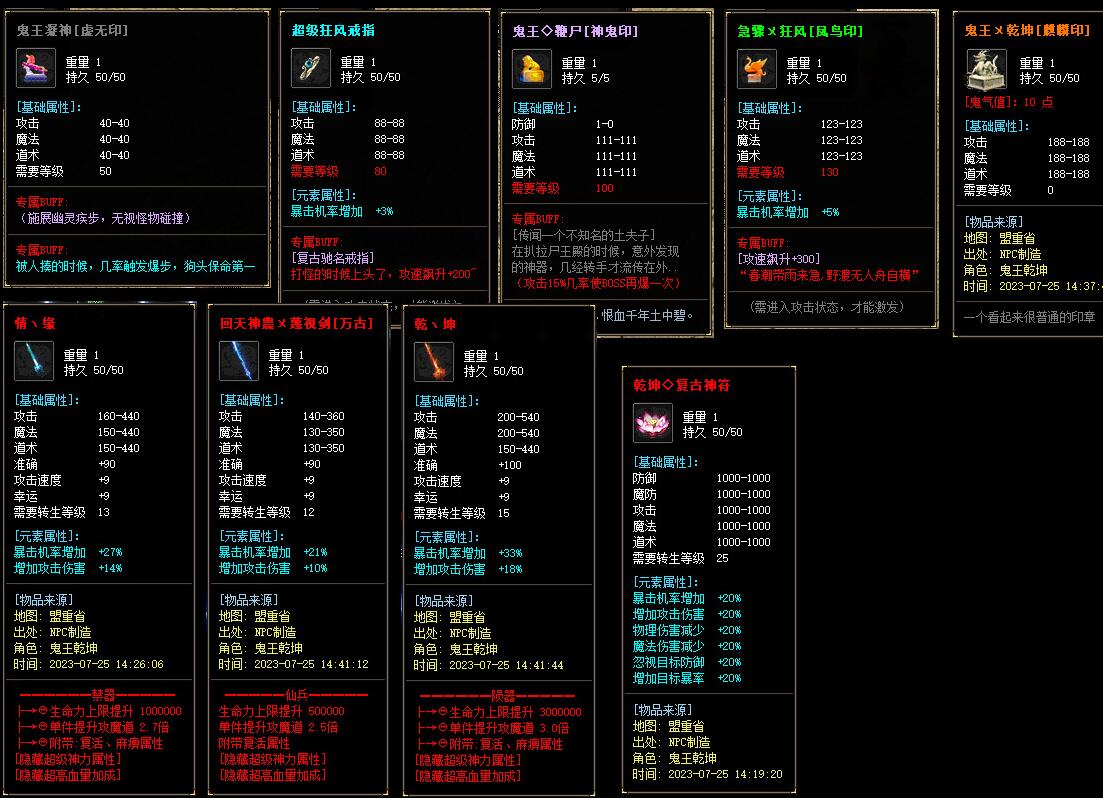 鬼王凝神[虚无印]
重量 1
持久 50/50
[基础属性]:
攻击 40-40
魔法 40-40
道术 40-40
需要等级 50
专属BUFF:
(施展幽灵疾步，无视怪物碰撞)
专属BUFF:
被人揍的时候，几率触发爆步，狗头保命第一
超级狂风戒指
重量 1
持久 50/50
[基础属性]:
攻击 88-88
魔法 88-88
道术 88-88
需要等级 80
[元素属性]:
暴击机率增加 +3%
专属BUFF:
[复古驰名戒指]
打怪的时候上头了，攻速飙升+200^
鬼王◇鞭尸[神鬼印]
重量 1
持久 5/5
[基础属性]:
防御 1-0
攻击 111-111
魔法 111-111
道术 111-111
需要等级 100
专属BUFF:
[传闻一个不知名的土夫子]
在扒拉尸王殿的时候，意外发现
的神器，几经转手才流传在外..
(攻击15%几率使BOSS再爆一次)
恨血千年土中碧。
急骤ㄨ狂风[凤鸟印]
重量 1
持久 50/50
[基础属性]:
攻击 123-123
魔法 123-123
道术 123-123
需要等级 130
[元素属性]:
暴击机率增加 +5%
专属BUFF:
[攻速飙升+300]
“春潮带雨来急,野渡无人舟自横”
(需进入攻击状态，才能激发)
鬼王ㄨ乾坤[麒麟印]
重量 1
持久 50/50
[鬼气值]: 10 点
[基础属性]:
攻击 188-188
魔法 188-188
道术 188-188
需要等级 0
[物品来源]
地图: 盟重省
出处: NPC制造
角色: 鬼王乾坤
时间: 2023-07-25 14:37:4
一个看起来很普通的印章
情丶缘
重量 1
持久 50/50
[基础属性]:
攻击 160-440
魔法 150-440
道术 150-440
准确 +90
攻击速度 +9
幸运 +9
需要转生等级 13
[元素属性]:
暴击机率增加 +27%
增加攻击伤害 +14%
[物品来源]
地图: 盟重省
出处: NPC制造
角色: 鬼王乾坤
时间: 2023-07-25 14:26:06
——————禁器——————
├→⊙生命力上限提升 1000000
├→⊙单件提升攻魔道 2.7倍
├→⊙附带:复活、麻痹属性
[隐藏超级神力属性]
[隐藏超高血量加成]
回天神農ㄨ蔑視剑[万古]
重量 1
持久 50/50
[基础属性]:
攻击 140-360
魔法 130-350
道术 130-350
准确 +90
攻击速度 +9
幸运 +9
需要转生等级 12
[元素属性]:
暴击机率增加 +21%
增加攻击伤害 +10%
[物品来源]
地图: 盟重省
出处: NPC制造
角色: 鬼王乾坤
时间: 2023-07-25 14:41:12
——————仙兵——————
生命力上限提升 500000
单件提升攻魔道 2.5倍
附带复活属性
[隐藏超级神力属性]
[隐藏超高血量加成]
乾丶坤
重量 1
持久 50/50
[基础属性]:
攻击 200-540
魔法 200-540
道术 150-440
准确 +100
攻击速度 +9
幸运 +9
需要转生等级 15
[元素属性]:
暴击机率增加 +33%
增加攻击伤害 +18%
[物品来源]
地图: 盟重省
出处: NPC制造
角色: 鬼王乾坤
时间: 2023-07-25 14:41:44
——————陨器——————
├→⊙生命力上限提升 3000000
├→⊙单件提升攻魔道 3.0倍
├→⊙附带:复活、麻痹属性
[隐藏超级神力属性]
[隐藏超高血量加成]
乾坤◇复古神符
重量 1
持久 50/50
[基础属性]:
防御 1000-1000
魔防 1000-1000
攻击 1000-1000
魔法 1000-1000
道术 1000-1000
需要转生等级 25
[元素属性]:
暴击机率增加 +20%
增加攻击伤害 +20%
物理伤害减少 +20%
魔法伤害减少 +20%
忽视目标防御 +20%
增加目标暴率 +20%
[物品来源]
地图: 盟重省
出处: NPC制造
角色: 鬼王乾坤
时间: 2023-07-25 14:19:20